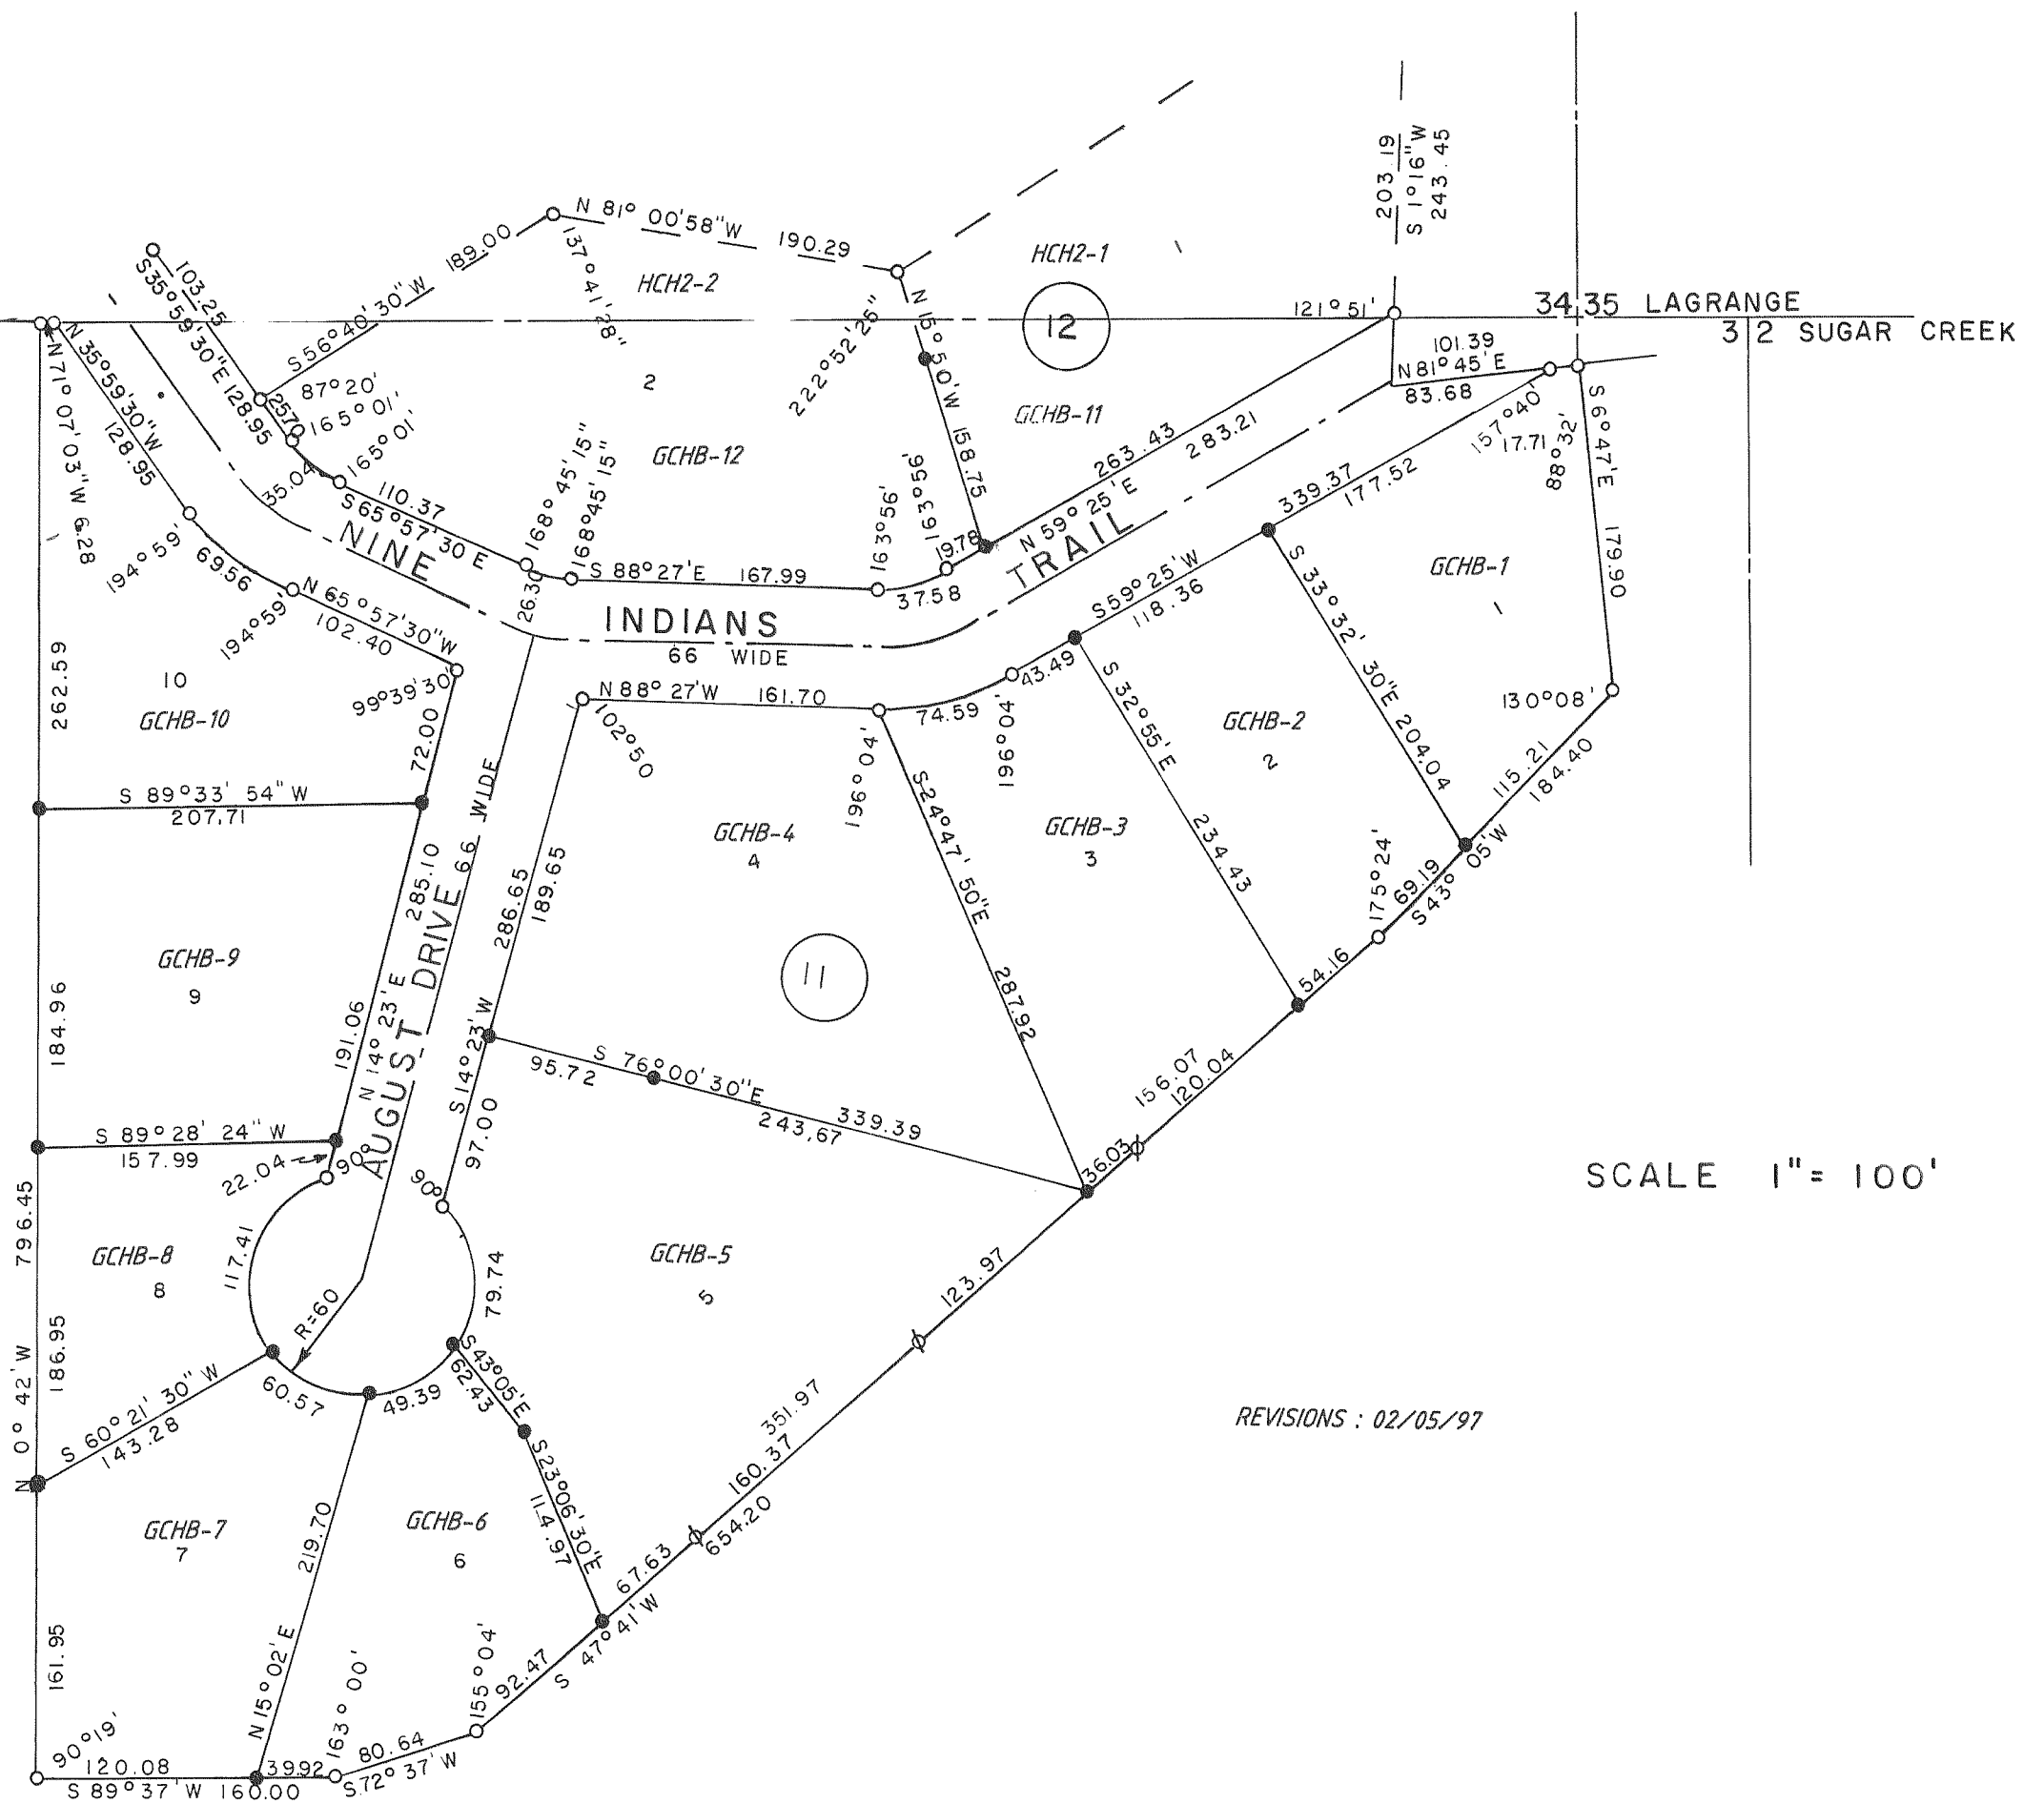 203.19
S 1°16"W
243.45
N 81° 00'58"W
190.29
189.00
S 56°40'30"W
137°41'28"
HCH2-2
HCH2-1
12
103.25
S35°59'30"E
128.95
87°20'
2570
165°01'
165°01'
35.04
2
222°52'26"
N 15°50'W
158.75
121°51'
34 35 LAGRANGE
3 2 SUGAR CREEK
101.39
N81°45'E
83.68
157°40'
17.71
88°32'
S 6°47'E
179.90
N71°07'03"W 6.28
N 35°59'30"W
128.95
194°59'
69.56
194°59'
N 65°57'30"W
102.40
99°39'30"
110.37
S65°57'30 E
168°45'15"
168°45'15"
26.30
GCHB-12
GCHB-11
S 88°27'E 167.99
163°56'
163°56'
37.58
19.78
263.43
283.21
N 59°25'E
NINE
INDIANS
TRAIL
66 WIDE
339.37
177.52
S59°25'W
118.36
GCHB-1
1
S 33°32'30"E 204.04
130°08'
115.21
184.40
262.59
10
GCHB-10
72.00
S 89°33'54"W
207.71
N 88°27'W 161.70
102°50
74.59
196°04'
196°04'
43.49
S 32°55'E
234.43
GCHB-2
2
GCHB-3
3
GCHB-4
4
S24°47'50"E
287.92
175°24'
69.19
S 43°05'W
54.16
285.10
191.06
N 14°23'E
AUGUST DRIVE 66 WIDE
286.65
189.65
S 14°23'W
97.00
GCHB-9
9
184.96
11
95.72
S 76°00'30"E
339.39
243.67
156.07
120.04
36.03
S 89°28'24"W
157.99
22.04
90°
90°
SCALE 1"= 100'
796.45
N 0°42'W
186.95
GCHB-8
8
117.41
R=60
79.74
GCHB-5
5
123.97
S 60°21'30"W
143.28
60.57
49.39
S 43°05'E
62.43
S23°06'30"E
114.97
351.97
160.37
654.20
REVISIONS : 02/05/97
GCHB-7
7
219.70
N 15°02'E
GCHB-6
6
67.63
S 47°41'W
92.47
155°04'
163°00'
161.95
90°19'
120.08
39.92
S 89°37'W 160.00
80.64
S 72°37'W